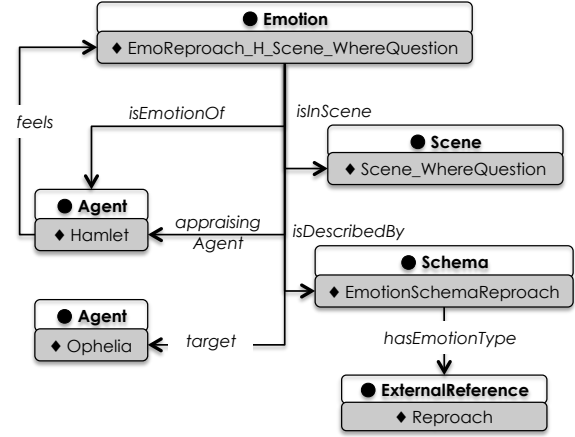 ● Emotion
♦ EmoReproach_H_Scene_WhereQuestion
isEmotionOf
isInScene
feels
● Scene
♦ Scene_WhereQuestion
● Agent
♦ Hamlet
appraising
Agent
isDescribedBy
● Schema
♦ EmotionSchemaReproach
● Agent
♦ Ophelia
target
hasEmotionType
● ExternalReference
♦ Reproach